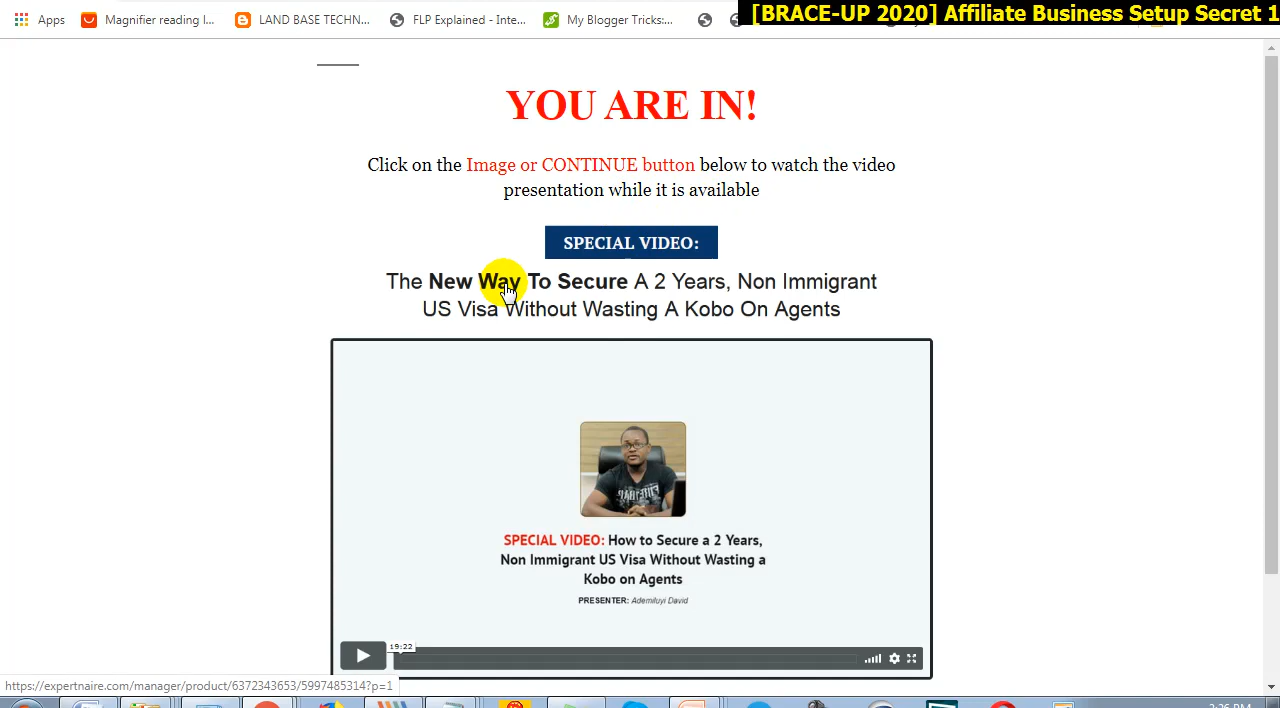 [BRACE-UP 2020] Affiliate Business Setup Secret 1
Apps
Magnifier reading l...
LAND BASE TECHN...
FLP Explained - Inte...
My Blogger Tricks:...
YOU ARE IN!
Click on the Image or CONTINUE button below to watch the video
presentation while it is available
SPECIAL VIDEO:
The New Way To Secure A 2 Years, Non Immigrant
US Visa Without Wasting A Kobo On Agents
SPECIAL VIDEO: How to Secure a 2 Years,
Non Immigrant US Visa Without Wasting a
Kobo on Agents
PRESENTER: Ademiluyi David
19:22
https://expertnaire.com/manager/product/6372343653/5997485314?p=1